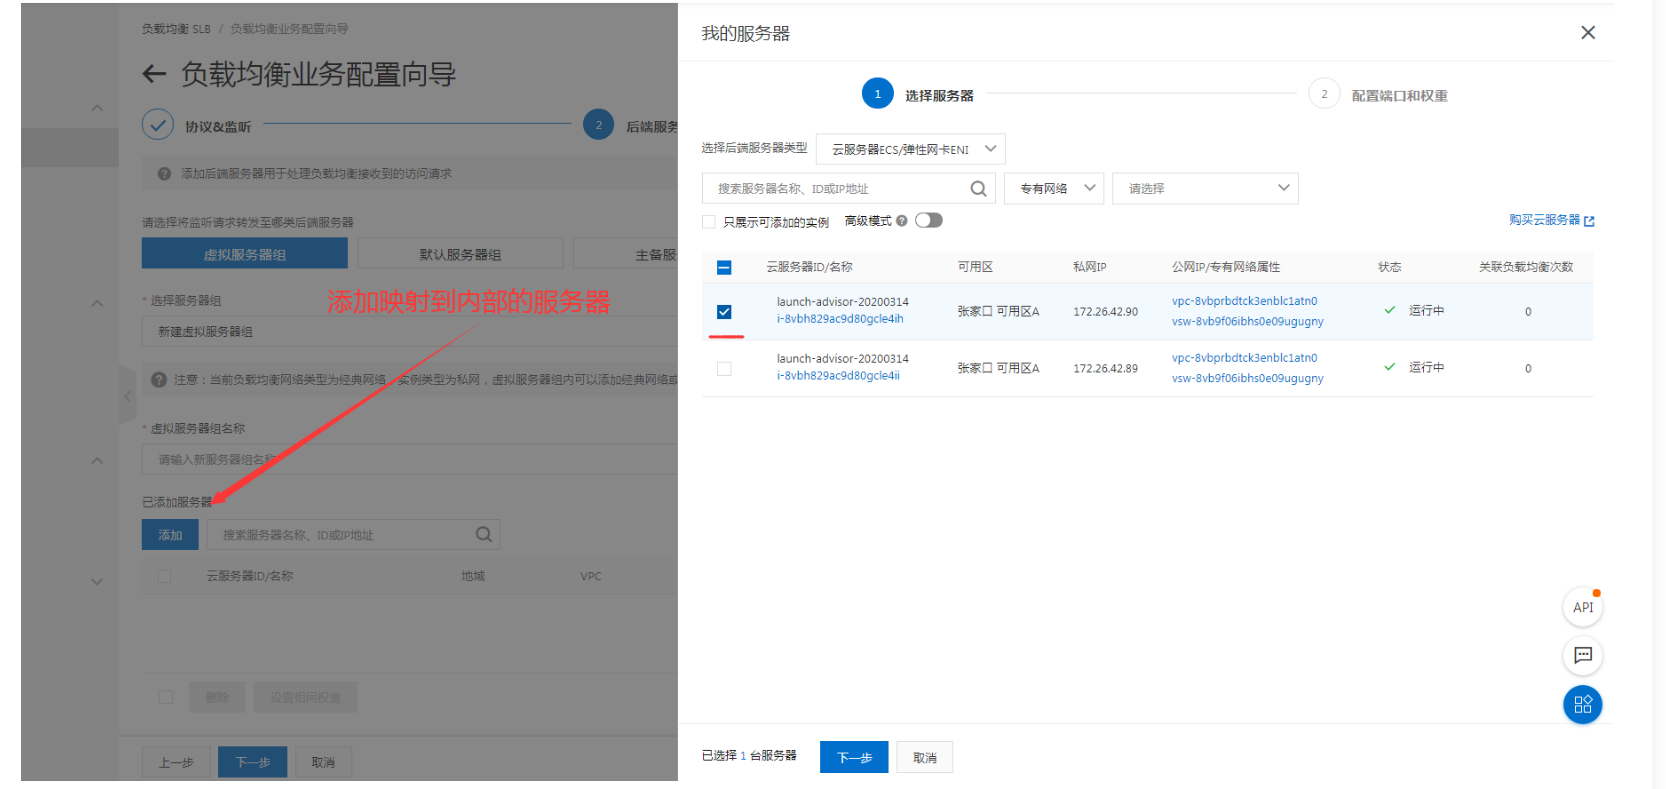 负载均衡 SLB / 负载均衡业务配置向导
← 负载均衡业务配置向导
协议&监听
2 后端服务
添加后端服务器用于处理负载均衡接收到的访问请求
请选择将监听请求转发至哪类后端服务器
虚拟服务器组 默认服务器组 主备服
* 选择服务器组
添加映射到内部的服务器
新建虚拟服务器组
注意：当前负载均衡网络类型为经典网络，实例类型为私网，虚拟服务器组内可以添加经典网络或
* 虚拟服务器组名称
请输入新服务器组名称
已添加服务器
添加 搜索服务器名称、ID或IP地址
云服务器ID/名称 地域 VPC
删除 设置相同权重
上一步 下一步 取消
我的服务器
1 选择服务器 2 配置端口和权重
选择后端服务器类型 云服务器ECS/弹性网卡ENI
搜索服务器名称、ID或IP地址 专有网络 请选择
只展示可添加的实例 高级模式 购买云服务器
云服务器ID/名称 可用区 私网IP 公网IP/专有网络属性 状态 关联负载均衡次数
launch-advisor-20200314
i-8vbh829ac9d80gcle4ih
张家口 可用区A 172.26.42.90
vpc-8vbprbdtck3enblc1atn0
vsw-8vb9f06ibhs0e09ugugny
运行中 0
launch-advisor-20200314
i-8vbh829ac9d80gcle4ii
张家口 可用区A 172.26.42.89
vpc-8vbprbdtck3enblc1atn0
vsw-8vb9f06ibhs0e09ugugny
运行中 0
API
已选择 1 台服务器 下一步 取消